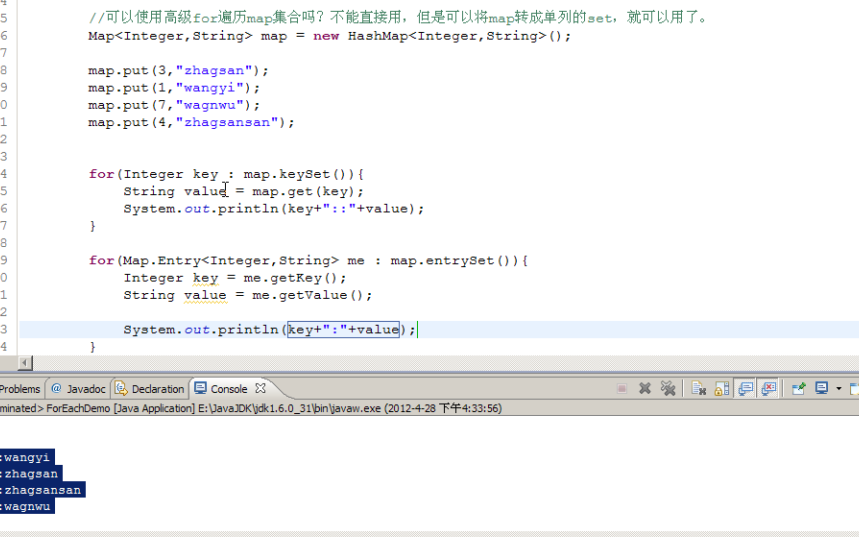 5 //可以使用高级for遍历map集合吗？不能直接用，但是可以将map转成单列的set，就可以用了。
6 Map<Integer,String> map = new HashMap<Integer,String>();
7
8 map.put(3,"zhagsan");
9 map.put(1,"wangyi");
0 map.put(7,"wagnwu");
1 map.put(4,"zhagsansan");
2
3
4 for(Integer key : map.keySet()){
5 String value = map.get(key);
6 System.out.println(key+"::"+value);
7 }
8
9 for(Map.Entry<Integer,String> me : map.entrySet()){
0 Integer key = me.getKey();
1 String value = me.getValue();
2
3 System.out.println(key+":"+value);
4 }
Problems @ Javadoc Declaration Console
minated> ForEachDemo [Java Application] E:\JavaJDK\jdk1.6.0_31\bin\javaw.exe (2012-4-28 下午4:33:56)
:wangyi
:zhagsan
:zhagsansan
:wagnwu